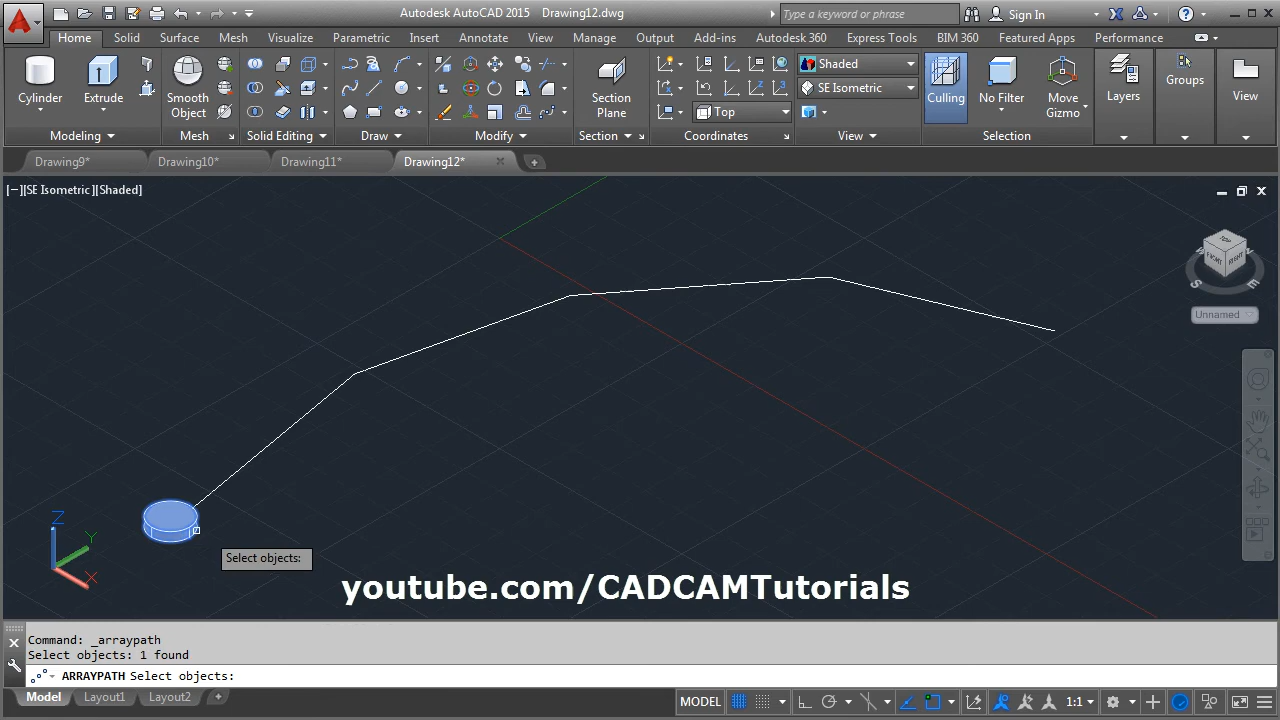 Autodesk AutoCAD 2015 Drawing12.dwg
Type a keyword or phrase
Sign In
Home Solid Surface Mesh Visualize Parametric Insert Annotate View Manage Output Add-ins Autodesk 360 Express Tools BIM 360 Featured Apps Performance
Shaded
SE Isometric
Top
Cylinder Extrude Smooth Object Section Plane Culling No Filter Move Gizmo Layers Groups View
Modeling Mesh Solid Editing Draw Modify Section Coordinates View Selection
Drawing9* Drawing10* Drawing11* Drawing12*
[−][SE Isometric][Shaded]
TOP
FRONT RIGHT
S E
Unnamed
Z
Y
X
Select objects:
youtube.com/CADCAMTutorials
Command: _arraypath
Select objects: 1 found
ARRAYPATH Select objects:
Model Layout1 Layout2 +
MODEL 1:1